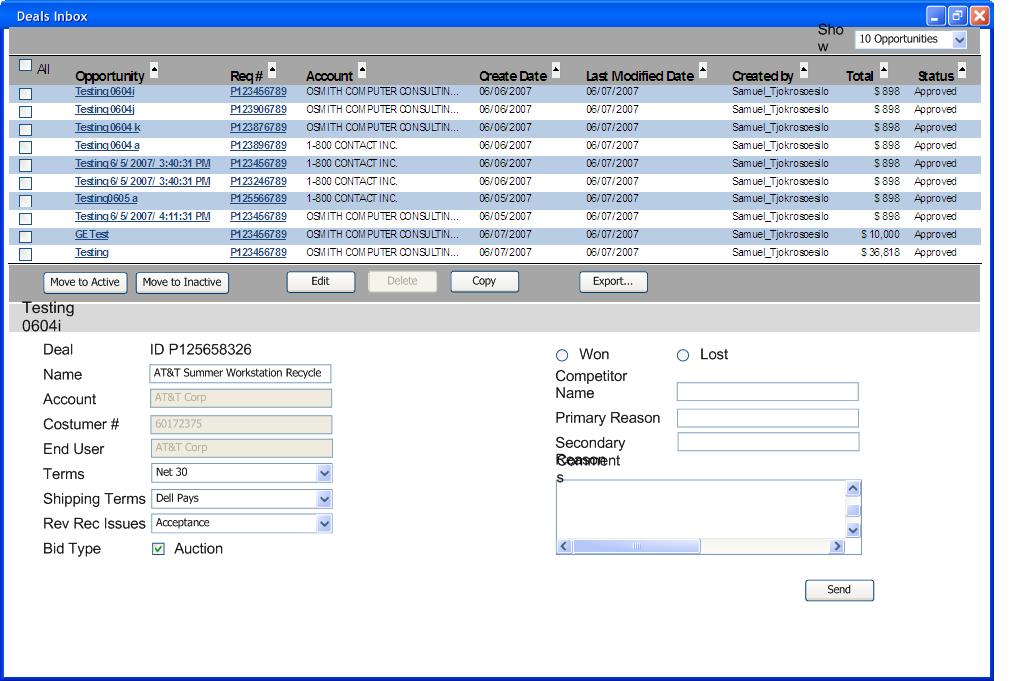 Deals Inbox
Sho
w
10 Opportunities
All Opportunity Req # Account Create Date Last Modified Date Created by Total Status
Testing 0604i P123456789 OSMITH COMPUTER CONSULTIN... 06/06/2007 06/07/2007 Samuel_Tjokrosoesilo $ 898 Approved
Testing 0604j P123906789 OSMITH COMPUTER CONSULTIN... 06/06/2007 06/07/2007 Samuel_Tjokrosoesilo $ 898 Approved
Testing 0604 k P123876789 OSMITH COMPUTER CONSULTIN... 06/06/2007 06/07/2007 Samuel_Tjokrosoesilo $ 898 Approved
Testing 0604 a P123896789 1-800 CONTACT INC. 06/06/2007 06/07/2007 Samuel_Tjokrosoesilo $ 898 Approved
Testing 6/ 5/ 2007/ 3:40:31 PM P123456789 1-800 CONTACT INC. 06/06/2007 06/07/2007 Samuel_Tjokrosoesilo $ 898 Approved
Testing 6/ 5/ 2007/ 3:40:31 PM P123246789 1-800 CONTACT INC. 06/06/2007 06/07/2007 Samuel_Tjokrosoesilo $ 898 Approved
Testing0605 a P125566789 1-800 CONTACT INC. 06/05/2007 06/07/2007 Samuel_Tjokrosoesilo $ 898 Approved
Testing 6/ 5/ 2007/ 4:11:31 PM P123456789 OSMITH COMPUTER CONSULTIN... 06/05/2007 06/07/2007 Samuel_Tjokrosoesilo $ 898 Approved
GE Test P123456789 OSMITH COMPUTER CONSULTIN... 06/07/2007 06/07/2007 Samuel_Tjokrosoesilo $ 10,000 Approved
Testing P123456789 OSMITH COMPUTER CONSULTIN... 06/07/2007 06/07/2007 Samuel_Tjokrosoesilo $ 36,818 Approved
Move to Active Move to Inactive Edit Delete Copy Export...
Testing
0604i
Deal ID P125658326
Name AT&T Summer Workstation Recycle
Account AT&T Corp
Costumer # 60172375
End User AT&T Corp
Terms Net 30
Shipping Terms Dell Pays
Rev Rec Issues Acceptance
Bid Type Auction
Won Lost
Competitor
Name
Primary Reason
Secondary
Reason
Comment
s
Send